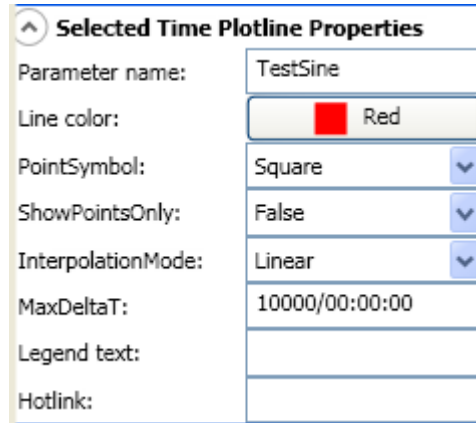 Selected Time Plotline Properties
Parameter name: TestSine
Line color: Red
PointSymbol: Square
ShowPointsOnly: False
InterpolationMode: Linear
MaxDeltaT: 10000/00:00:00
Legend text:
Hotlink: